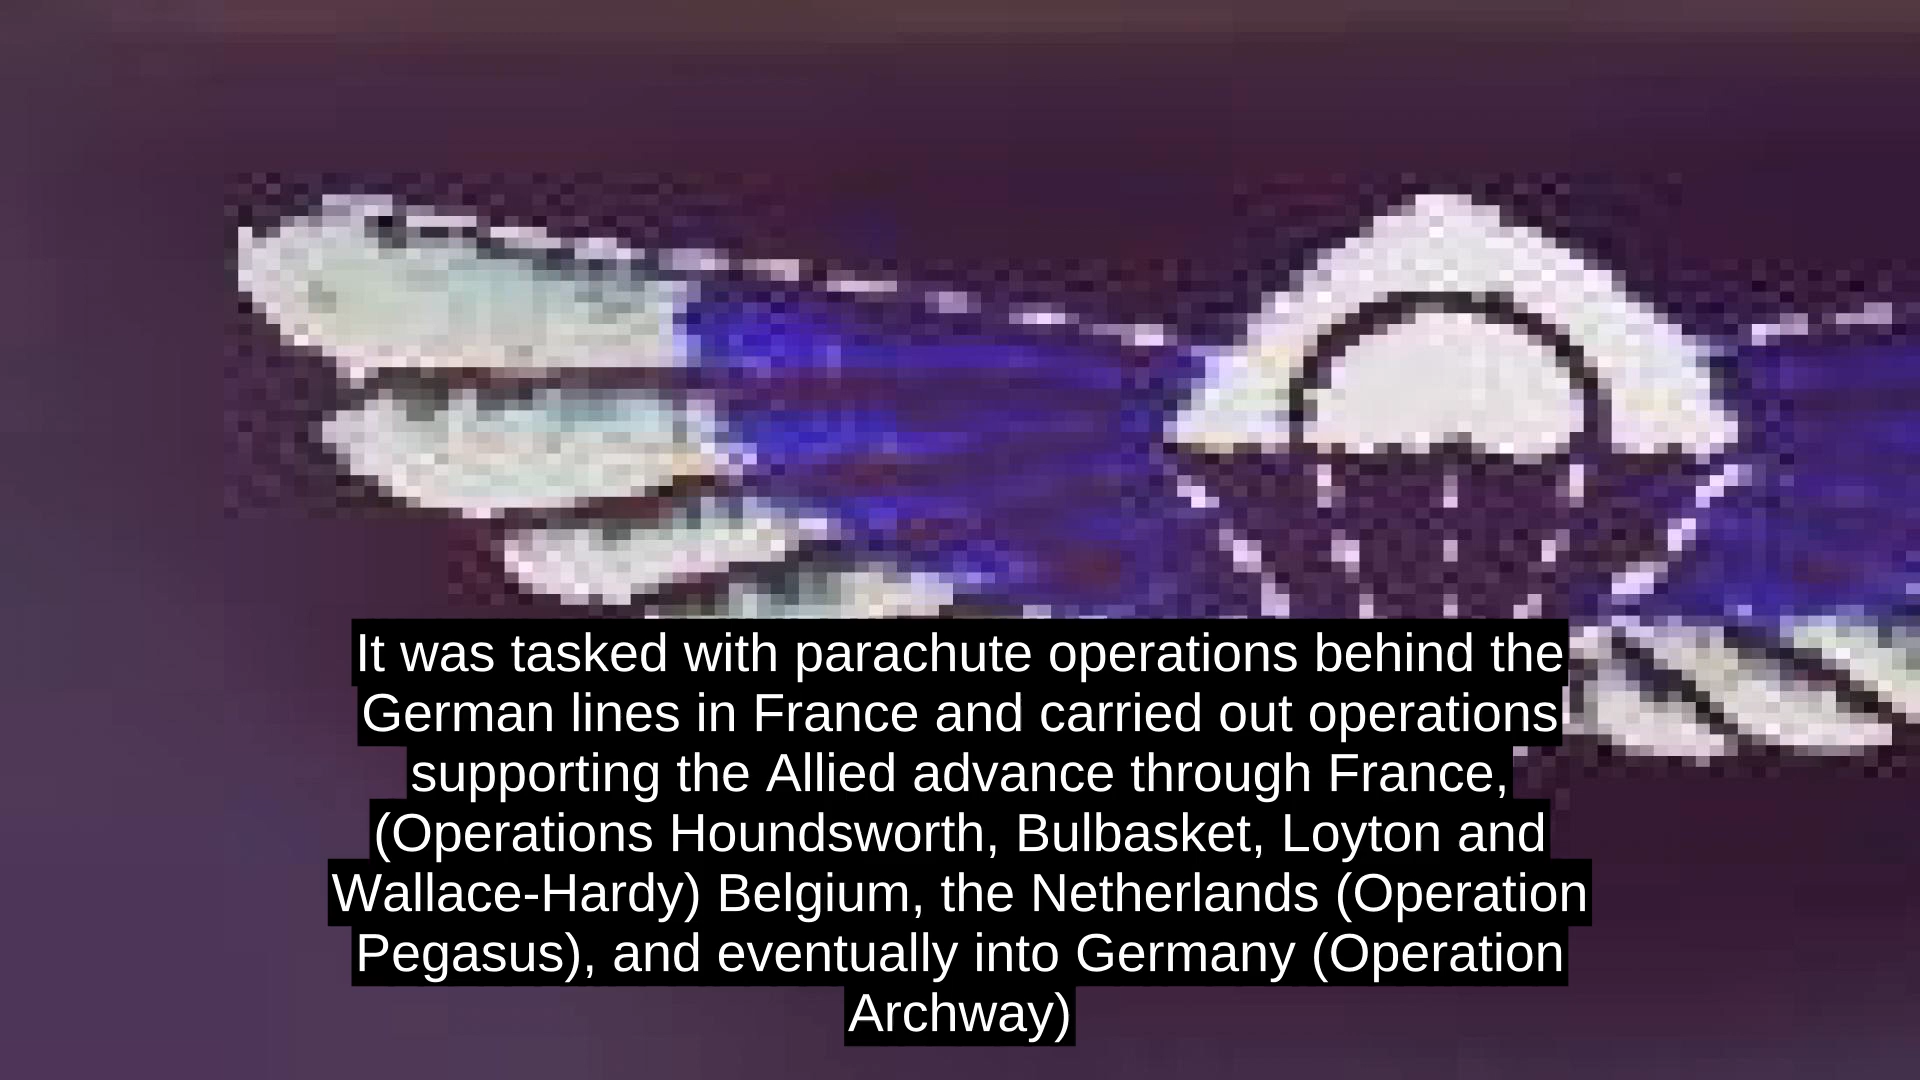 It was tasked with parachute operations behind the
German lines in France and carried out operations
supporting the Allied advance through France,
(Operations Houndsworth, Bulbasket, Loyton and
Wallace-Hardy) Belgium, the Netherlands (Operation
Pegasus), and eventually into Germany (Operation
Archway)